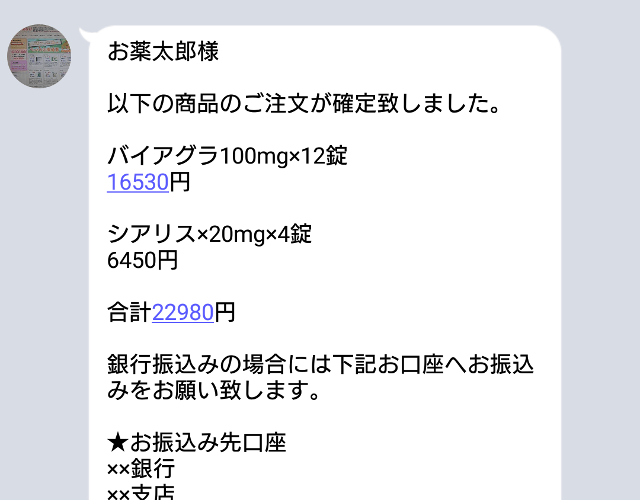 お薬太郎様
以下の商品のご注文が確定致しました。
バイアグラ100mg×12錠
16530円
シアリス×20mg×4錠
6450円
合計22980円
銀行振込みの場合には下記お口座へお振込
みをお願い致します。
★お振込み先口座
××銀行
××支店